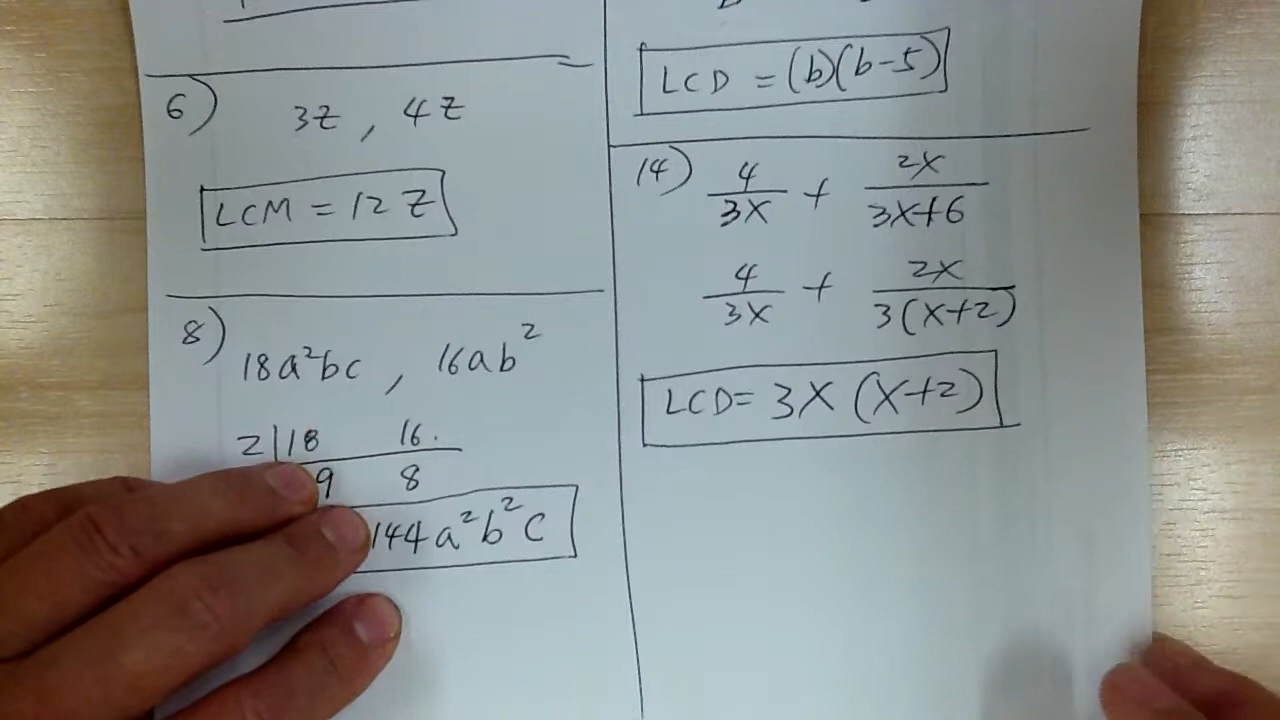 6) 3z , 4z
LCM = 12 z
8) 18a²bc , 16ab²
2 | 18 16.
9 8
144a²b²c
LCD = (b)(b-5)
14) 4/3x + 2x/3x+6
4/3x + 2x/3(x+2)
LCD= 3x (x+2)